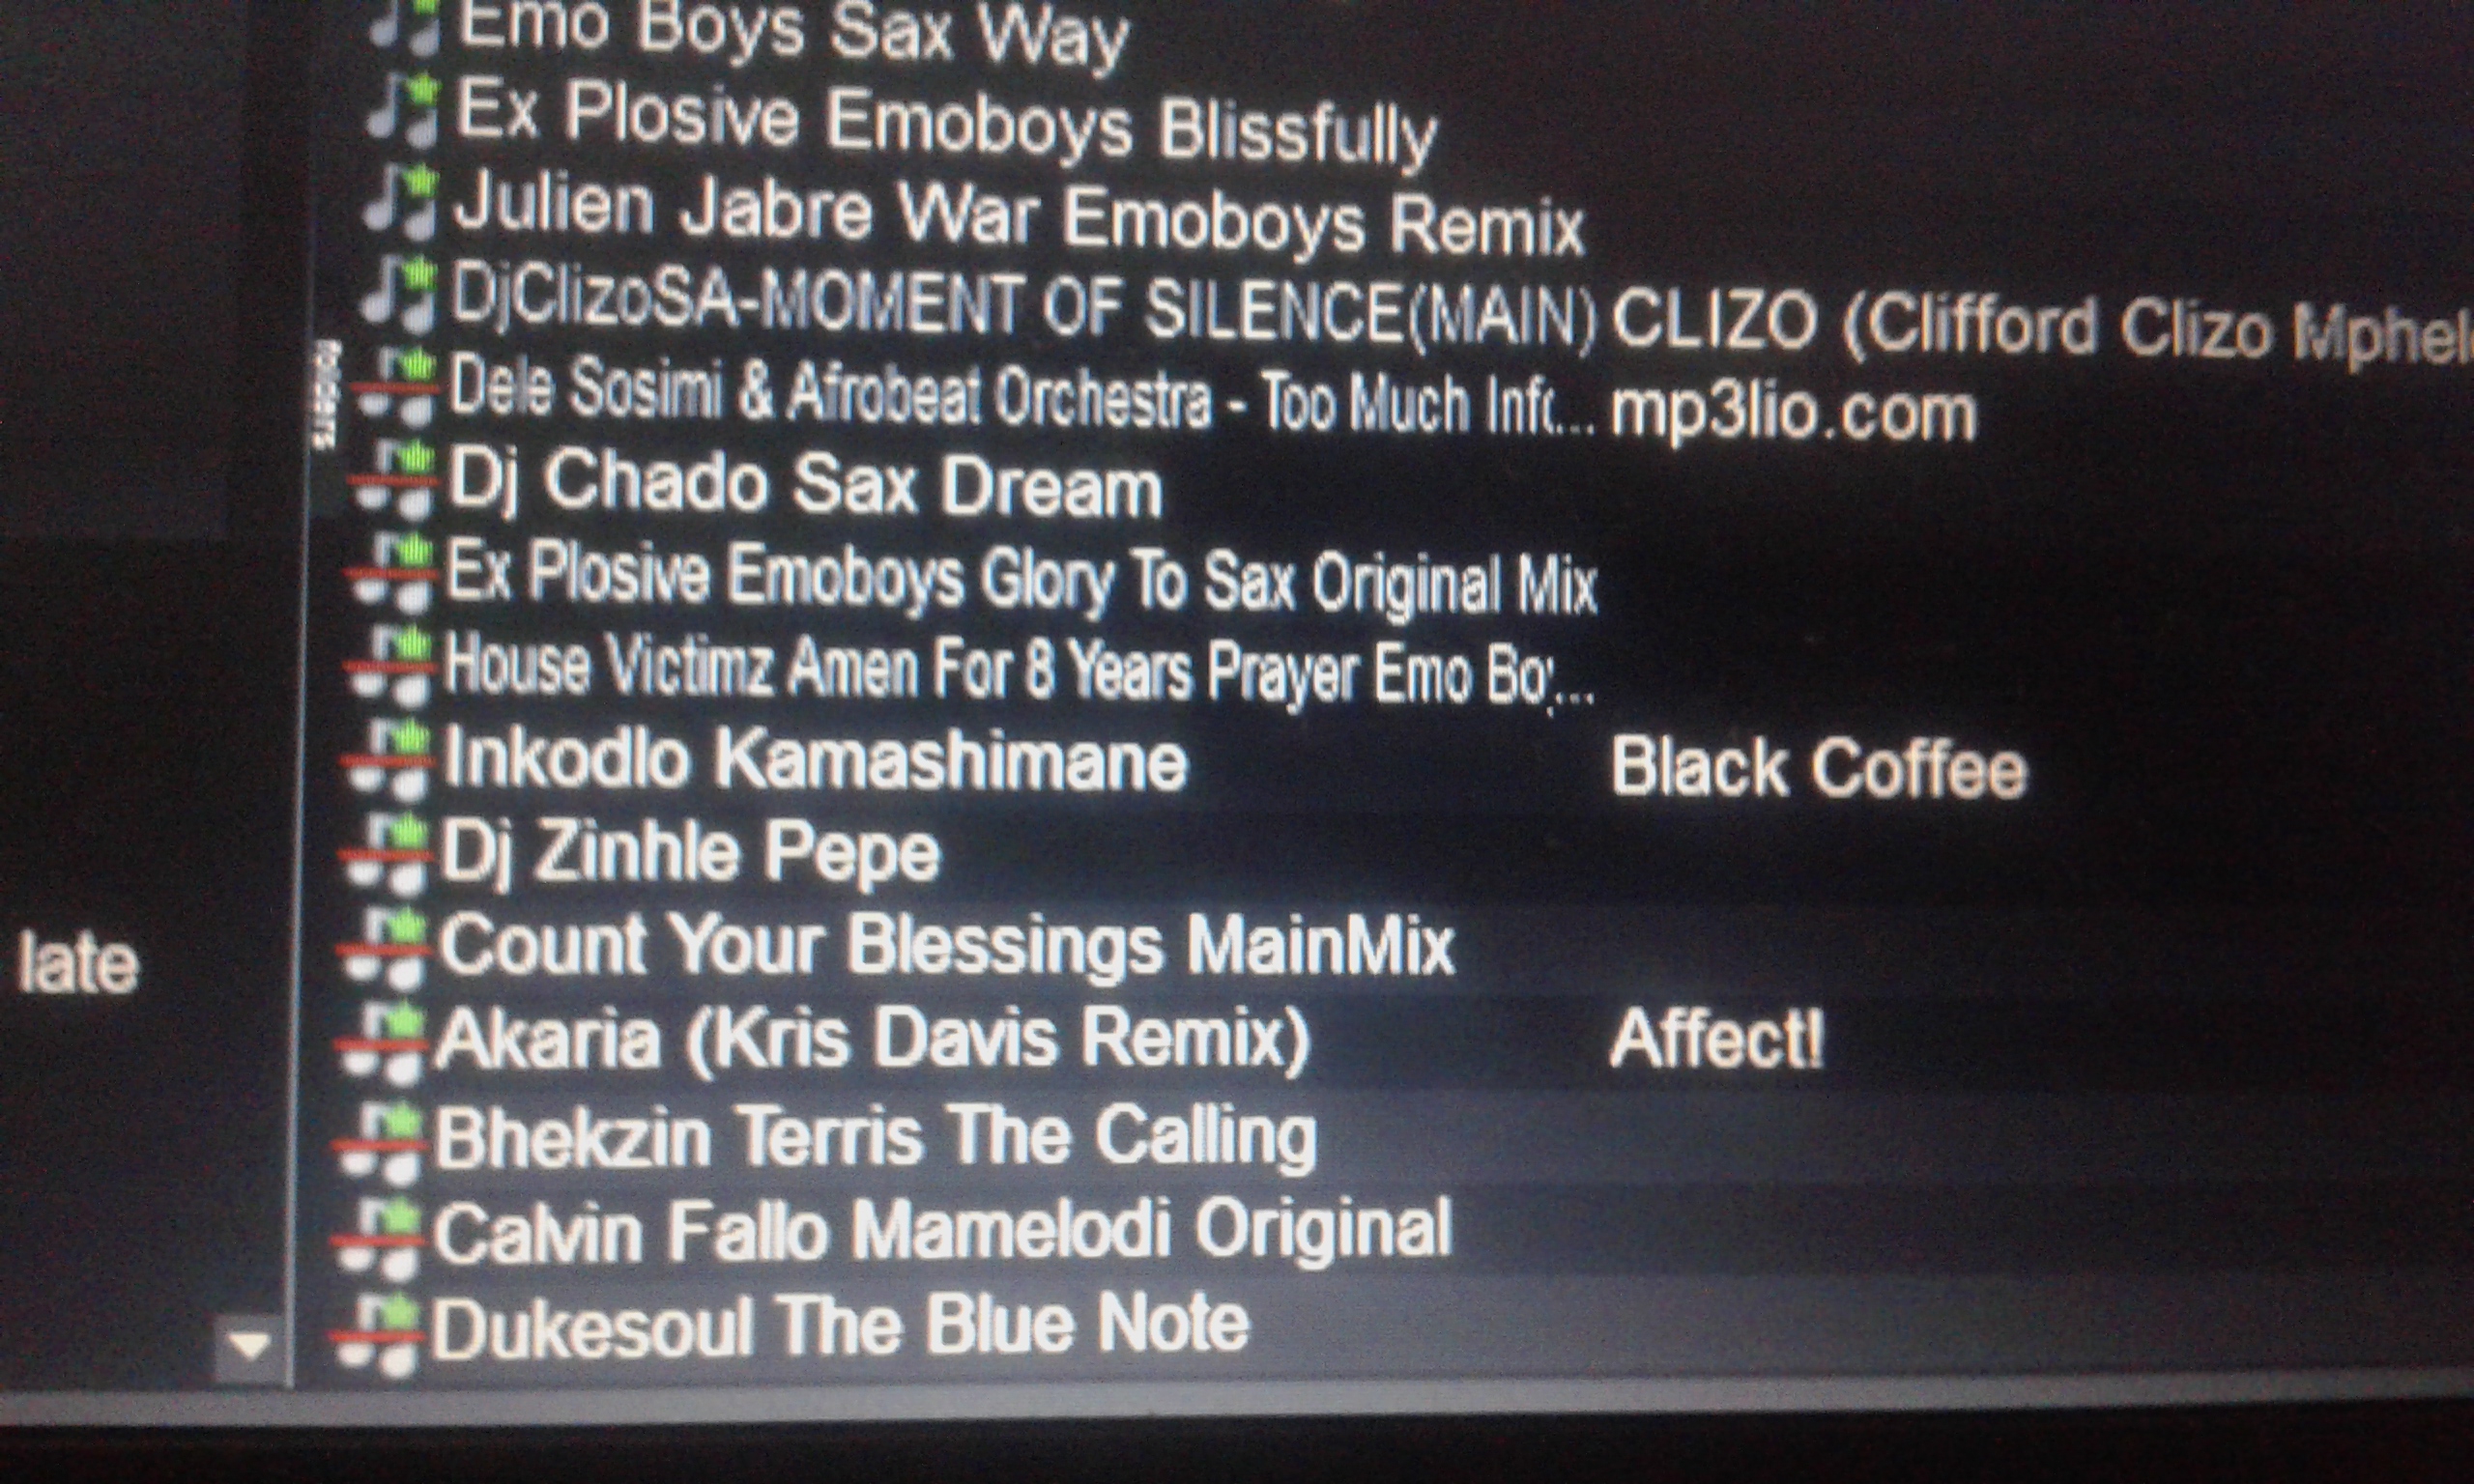 Emo Boys Sax Way
Ex Plosive Emoboys Blissfully
Julien Jabre War Emoboys Remix
DjClizoSA-MOMENT OF SILENCE(MAIN) CLIZO (Clifford Clizo Mphel
folders
Dele Sosimi & Afrobeat Orchestra - Too Much Inf... mp3lio.com
Dj Chado Sax Dream
Ex Plosive Emoboys Glory To Sax Original Mix
House Victimz Amen For 8 Years Prayer Emo Bo...
Inkodlo Kamashimane Black Coffee
Dj Zinhle Pepe
Count Your Blessings MainMix
late
Akaria (Kris Davis Remix) Affect!
Bhekzin Terris The Calling
Calvin Fallo Mamelodi Original
Dukesoul The Blue Note